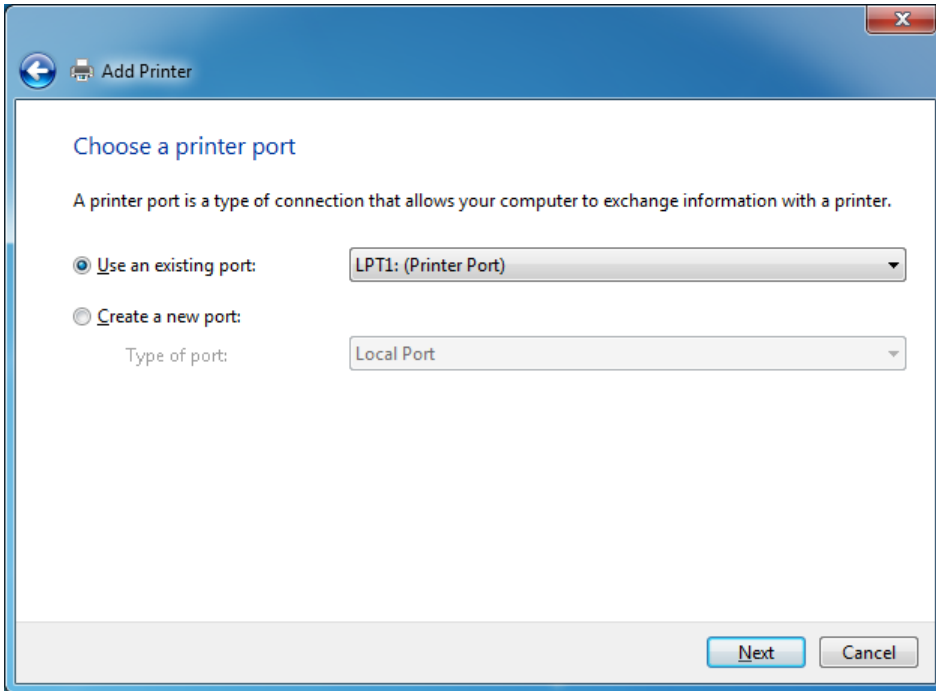 Add Printer
Choose a printer port
A printer port is a type of connection that allows your computer to exchange information with a printer.
Use an existing port: LPT1: (Printer Port)
Create a new port:
Type of port: Local Port
Next Cancel